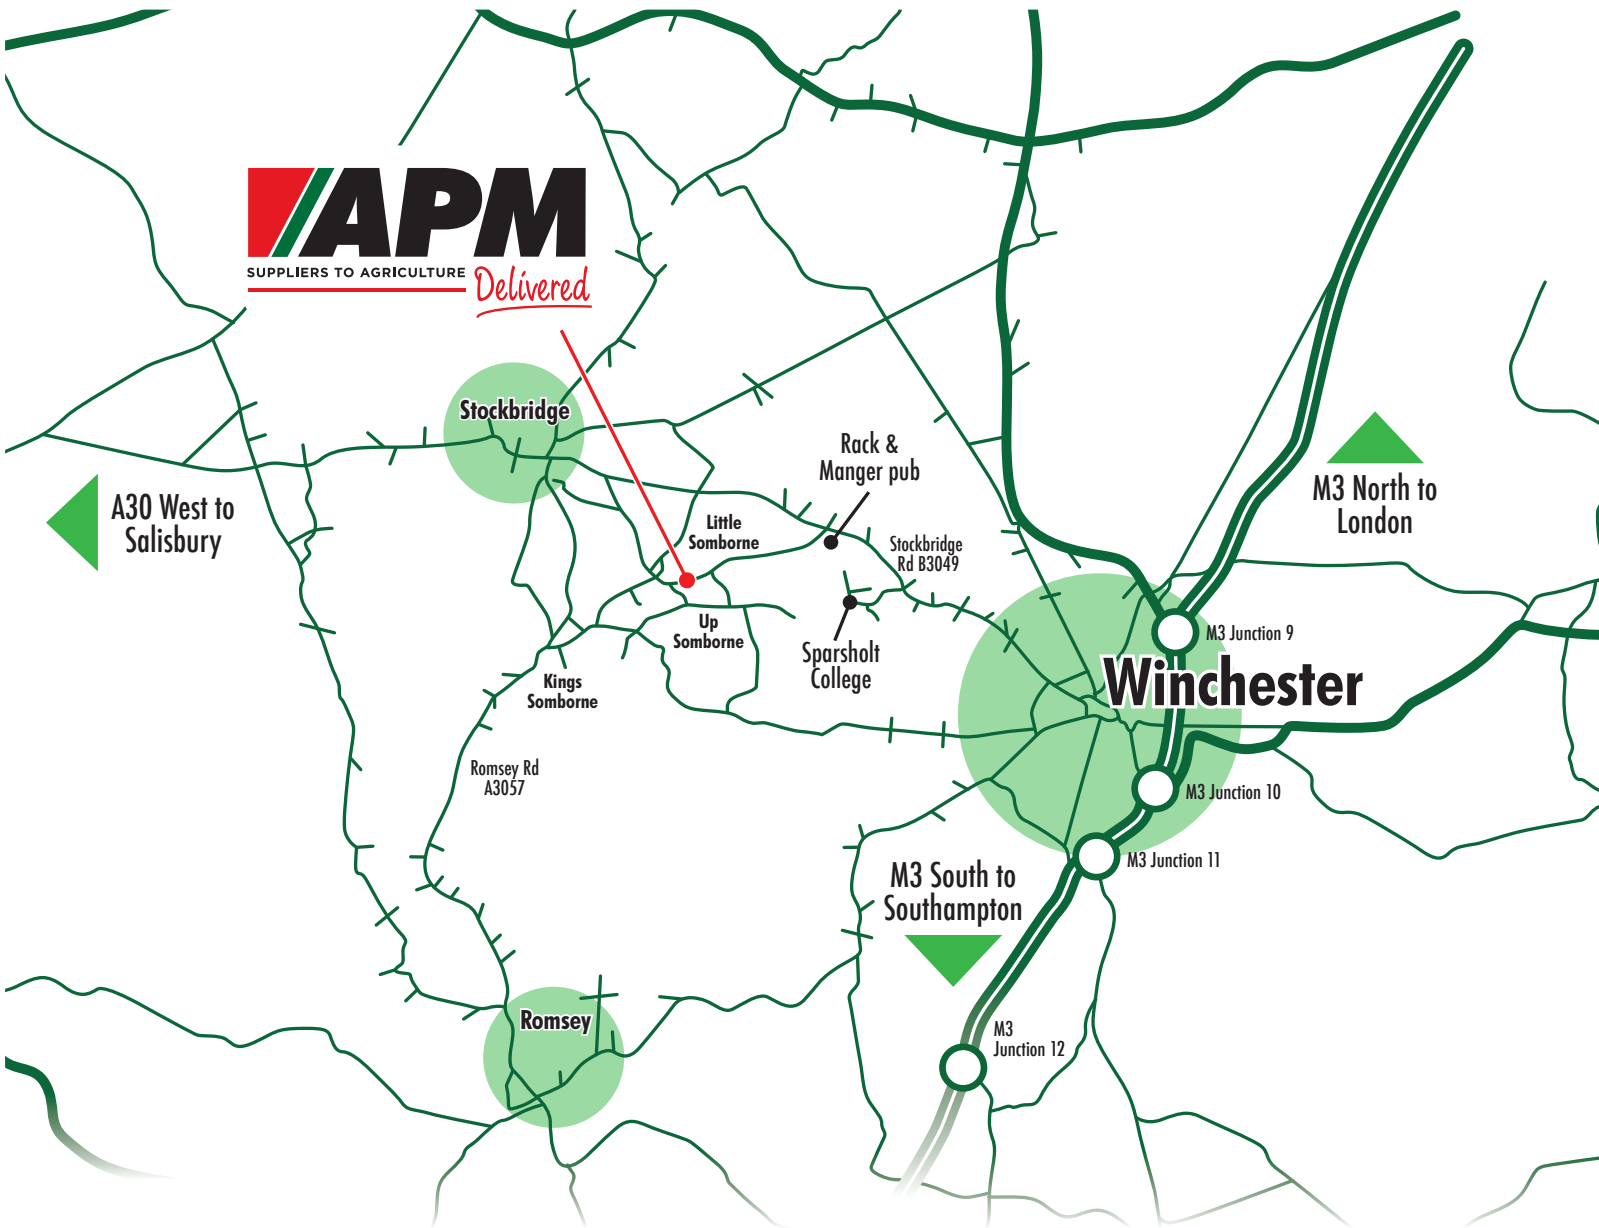 APM
SUPPLIERS TO AGRICULTURE
Delivered
Stockbridge
Rack &
Manger pub
A30 West to
Salisbury
M3 North to
London
Little
Somborne
Stockbridge
Rd B3049
Up
Somborne
Sparsholt
College
M3 Junction 9
Winchester
Kings
Somborne
Romsey Rd
A3057
M3 Junction 10
M3 Junction 11
M3 South to
Southampton
Romsey
M3
Junction 12